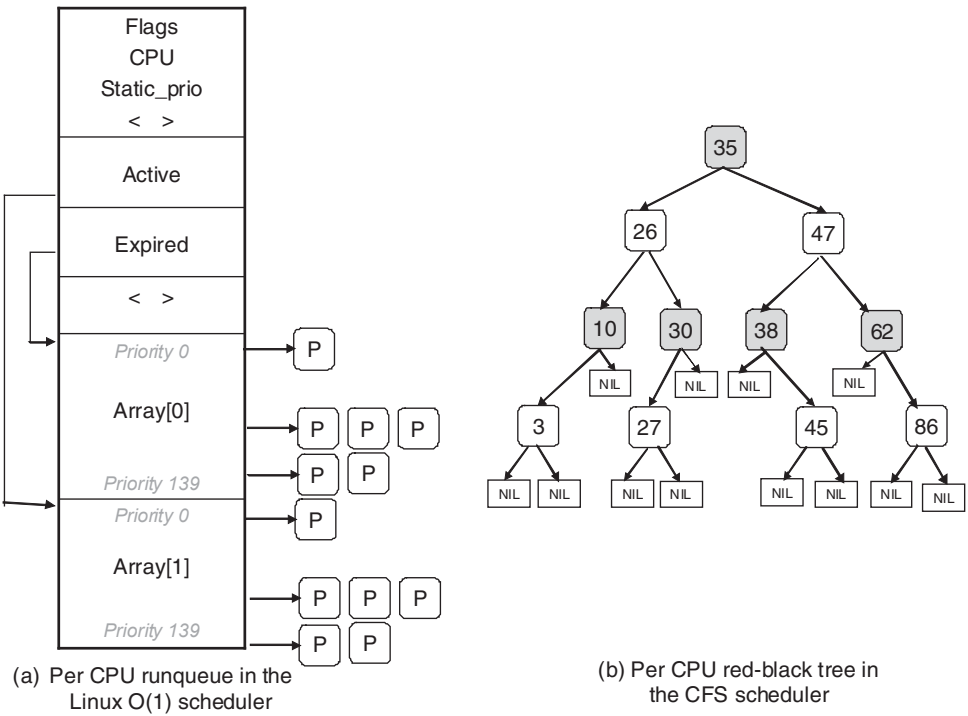 Flags
CPU
Static_prio
< >
Active
Expired
< >
Priority 0
P
Array[0]
P P P
Priority 139
P P
Priority 0
P
Array[1]
P P P
Priority 139
P P
(a) Per CPU runqueue in the
Linux O(1) scheduler
35
26 47
10 30 38 62
NIL NIL NIL NIL
3 27 45 86
NIL NIL NIL NIL NIL NIL NIL NIL
(b) Per CPU red-black tree in
the CFS scheduler